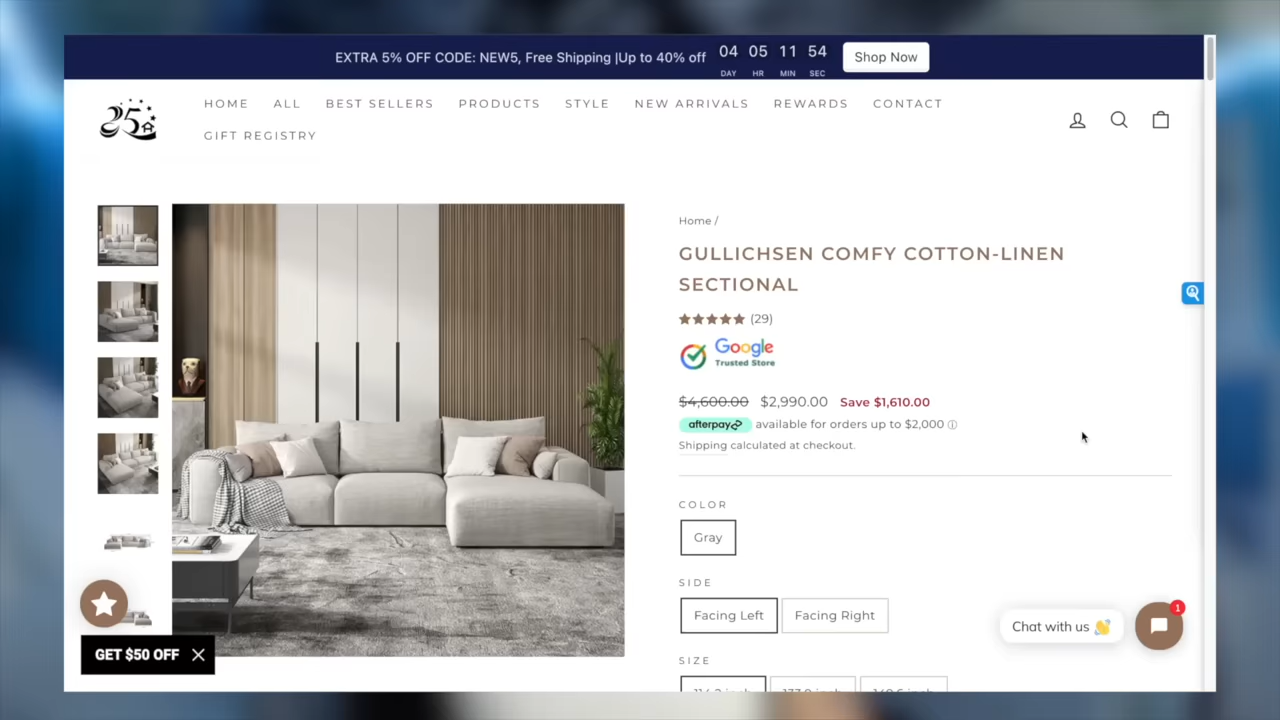 EXTRA 5% OFF CODE: NEW5, Free Shipping |Up to 40% off
04 05 11 54
DAY HR MIN SEC
Shop Now
25
HOME ALL BEST SELLERS PRODUCTS STYLE NEW ARRIVALS REWARDS CONTACT
GIFT REGISTRY
Home /
GULLICHSEN COMFY COTTON-LINEN
SECTIONAL
(29)
Google
Trusted Store
$4,600.00 $2,990.00 Save $1,610.00
afterpay available for orders up to $2,000
Shipping calculated at checkout.
COLOR
Gray
SIDE
Facing Left Facing Right
SIZE
Chat with us 👋
1
GET $50 OFF